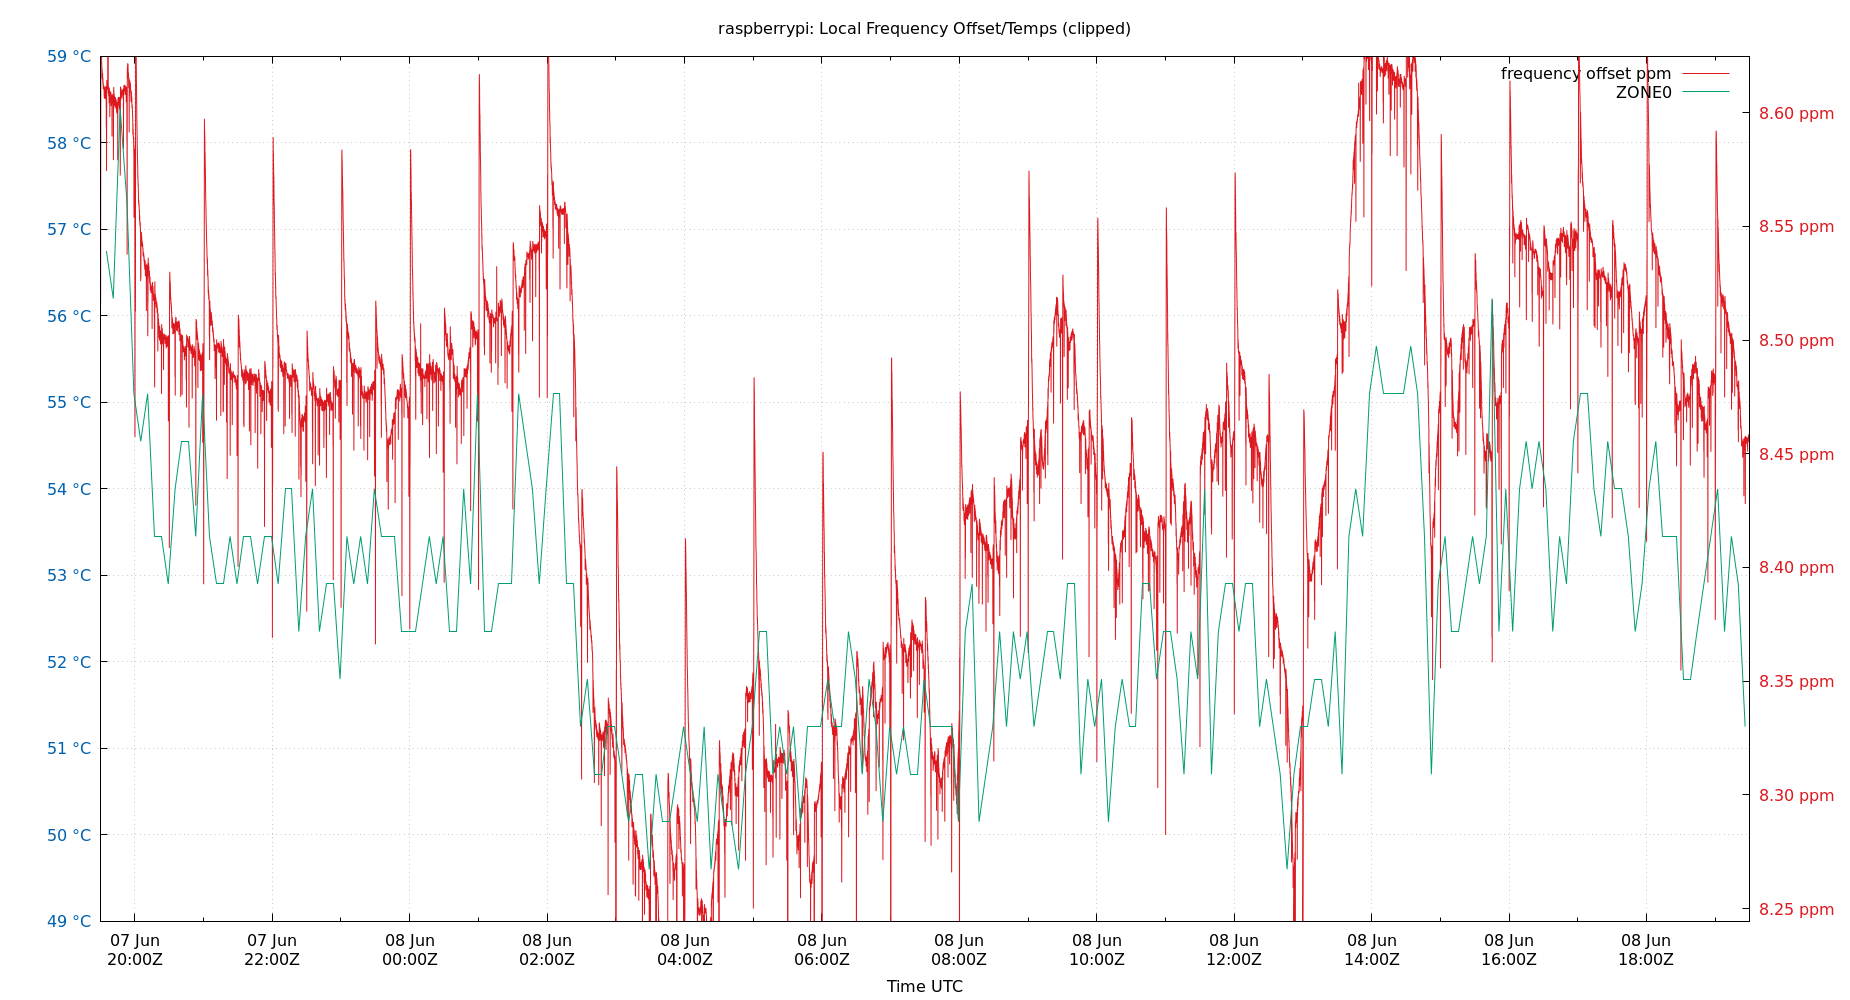 raspberrypi: Local Frequency Offset/Temps (clipped)
frequency offset ppm
ZONE0
59 °C
58 °C
57 °C
56 °C
55 °C
54 °C
53 °C
52 °C
51 °C
50 °C
49 °C
8.60 ppm
8.55 ppm
8.50 ppm
8.45 ppm
8.40 ppm
8.35 ppm
8.30 ppm
8.25 ppm
07 Jun
20:00Z
07 Jun
22:00Z
08 Jun
00:00Z
08 Jun
02:00Z
08 Jun
04:00Z
08 Jun
06:00Z
08 Jun
08:00Z
08 Jun
10:00Z
08 Jun
12:00Z
08 Jun
14:00Z
08 Jun
16:00Z
08 Jun
18:00Z
Time UTC